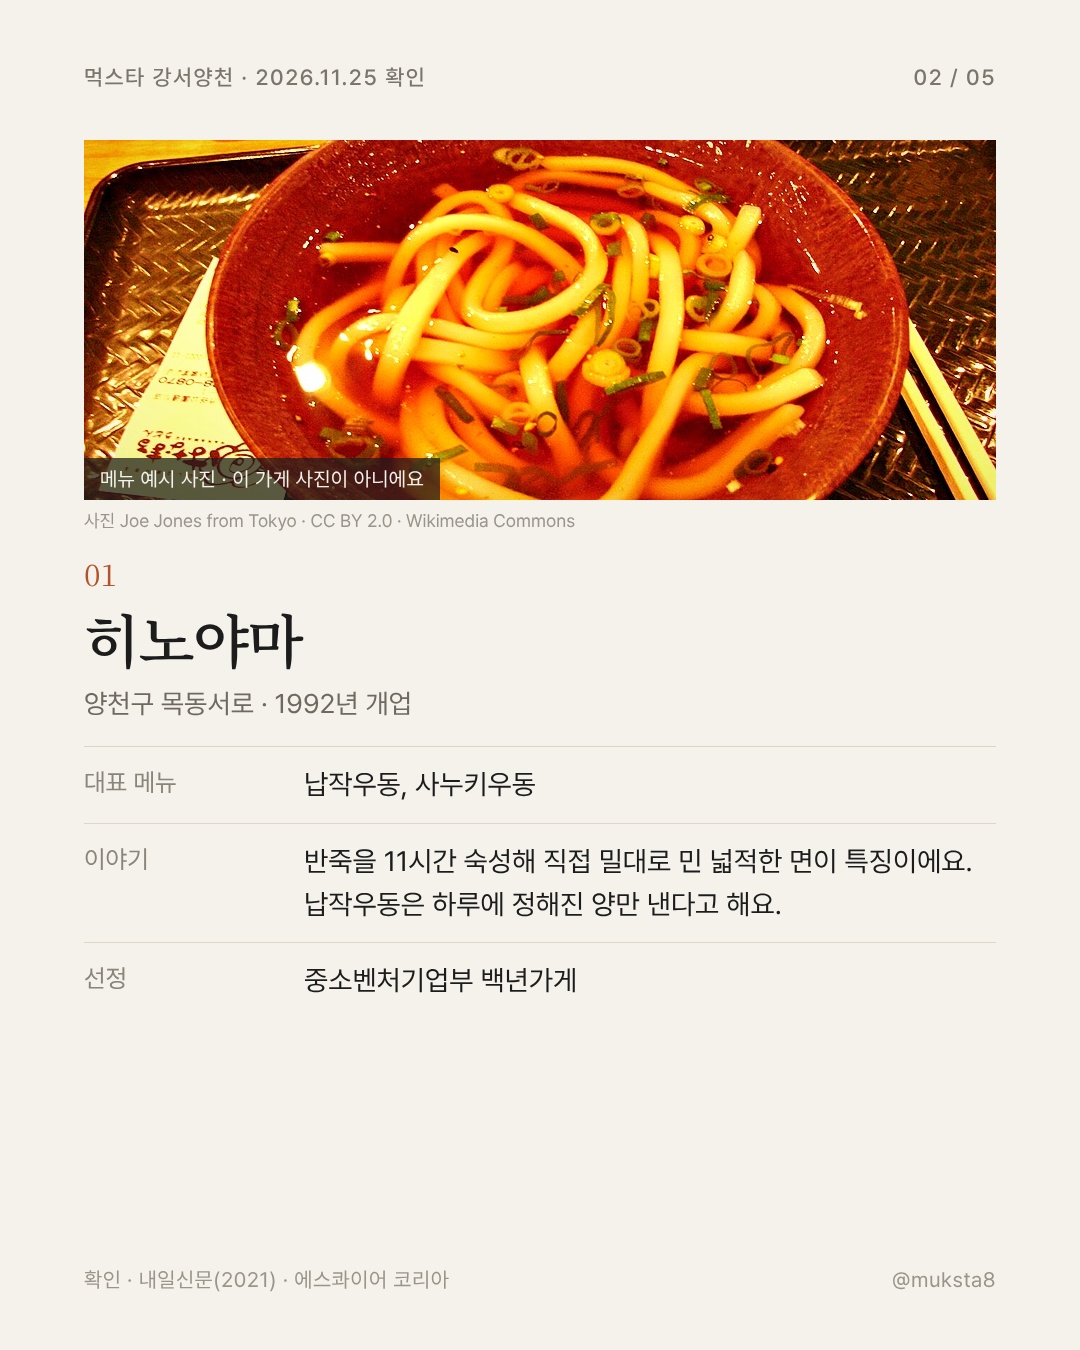 먹스타 강서양천 · 2026.11.25 확인
02 / 05
메뉴 예시 사진 · 이 가게 사진이 아니에요
사진 Joe Jones from Tokyo · CC BY 2.0 · Wikimedia Commons
01
히노야마
양천구 목동서로 · 1992년 개업
대표 메뉴
납작우동, 사누키우동
이야기
반죽을 11시간 숙성해 직접 밀대로 민 넓적한 면이 특징이에요.
납작우동은 하루에 정해진 양만 낸다고 해요.
선정
중소벤처기업부 백년가게
확인 · 내일신문(2021) · 에스콰이어 코리아
@muksta8